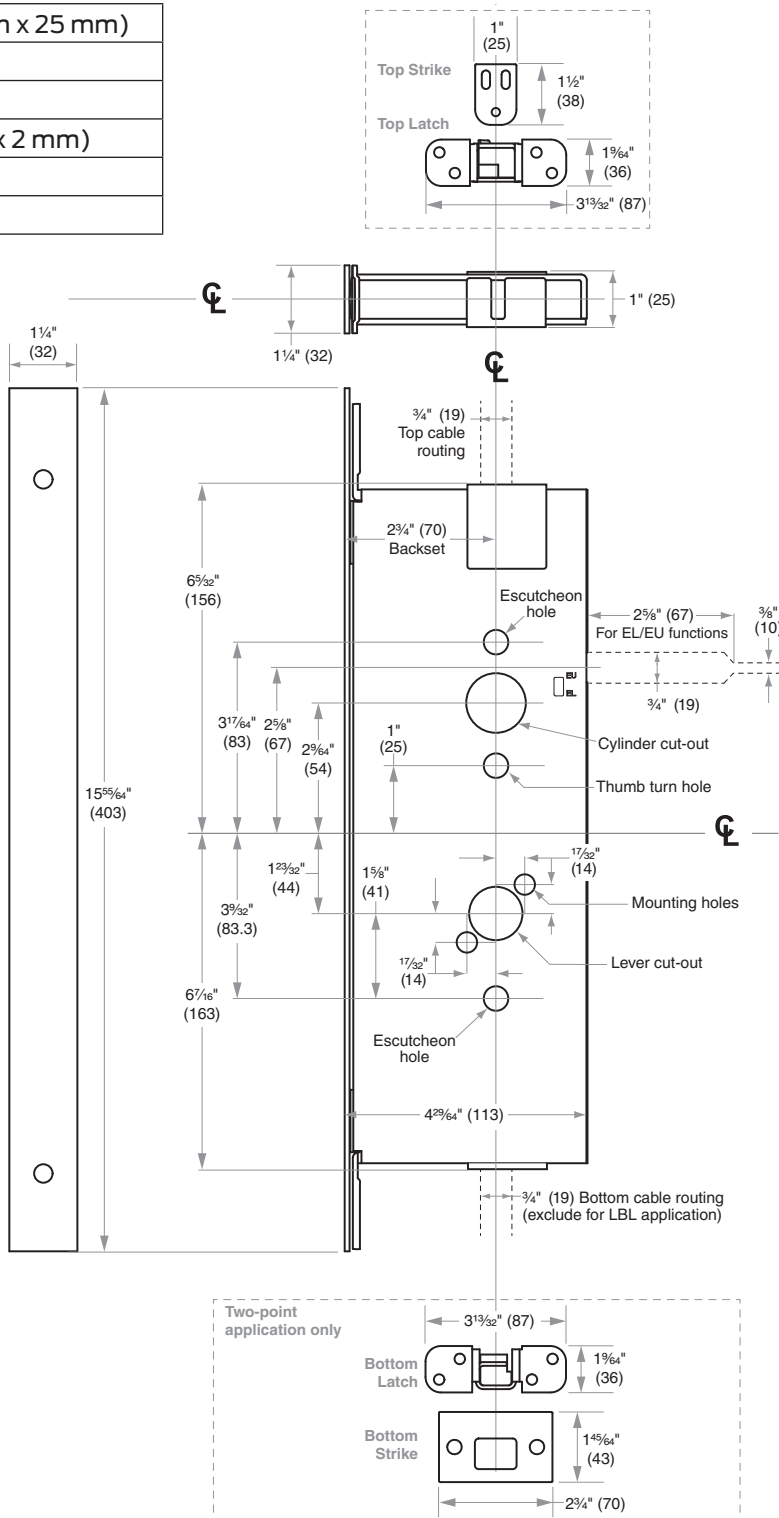 n x 25 mm)
x 2 mm)
1"
(25)
Top Strike
1½"
(38)
Top Latch
1⁹⁄₆₄"
(36)
3¹³⁄₃₂" (87)
℄
1" (25)
1¼" (32)
℄
1¼"
(32)
¾" (19)
Top cable
routing
2¾" (70)
Backset
6⁵⁄₃₂"
(156)
Escutcheon
hole
2⅝" (67)
For EL/EU functions
⅜"
(10)
EU
EL
¾" (19)
3¹⁷⁄₆₄"
(83)
2⅝"
(67)
2⁹⁄₆₄"
(54)
1"
(25)
Cylinder cut-out
Thumb turn hole
15⁵⁵⁄₆₄"
(403)
℄
1²³⁄₃₂"
(44)
1⅝"
(41)
¹⁷⁄₃₂"
(14)
3⁹⁄₃₂"
(83.3)
Mounting holes
Lever cut-out
¹⁷⁄₃₂"
(14)
6⁷⁄₁₆"
(163)
Escutcheon
hole
4²⁹⁄₆₄" (113)
¾" (19) Bottom cable routing
(exclude for LBL application)
Two-point
application only
3¹³⁄₃₂" (87)
Bottom
Latch
1⁹⁄₆₄"
(36)
Bottom
Strike
1⁴⁵⁄₆₄"
(43)
2¾" (70)